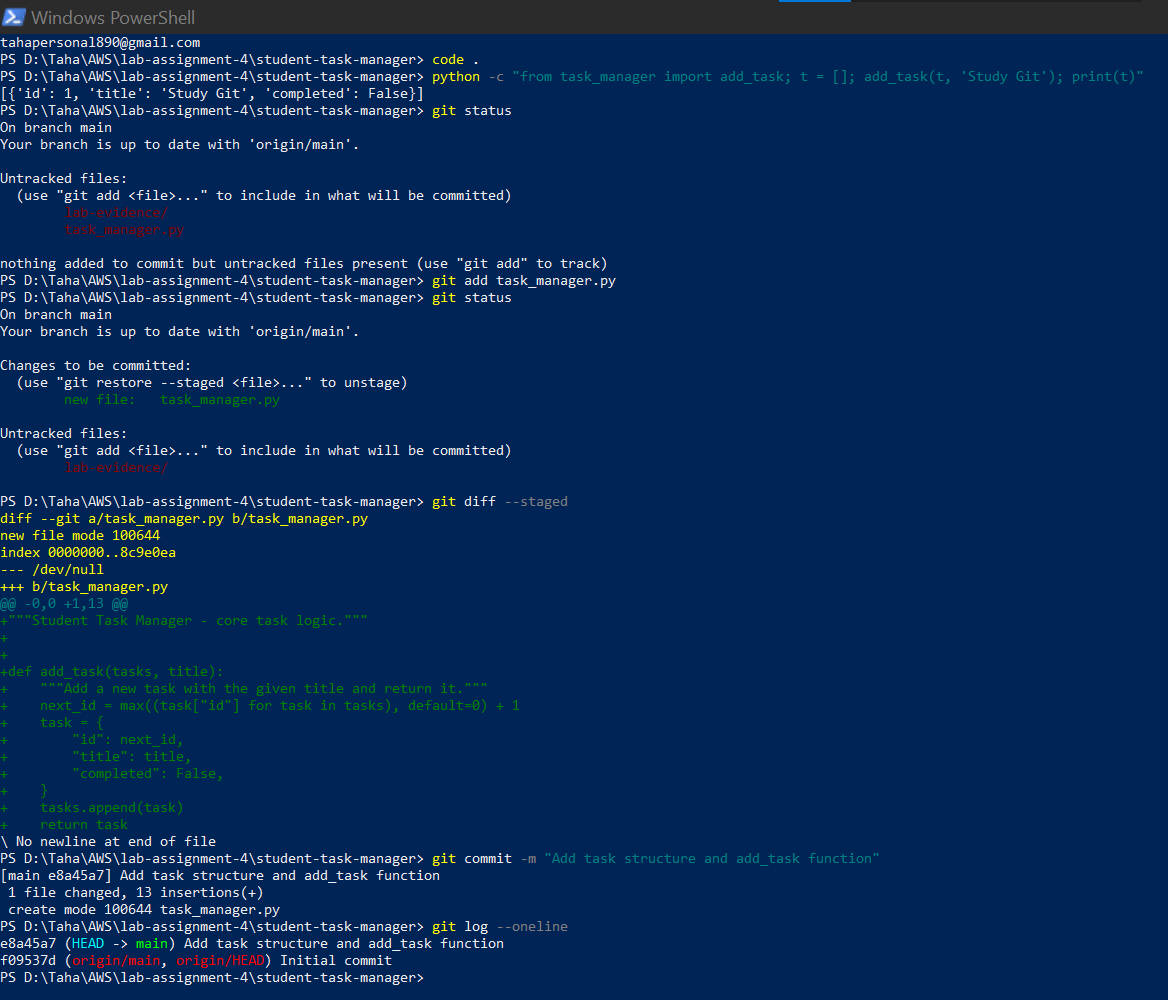 Windows PowerShell
tahapersonal890@gmail.com
PS D:\Taha\AWS\lab-assignment-4\student-task-manager> code .
PS D:\Taha\AWS\lab-assignment-4\student-task-manager> python -c "from task_manager import add_task; t = []; add_task(t, 'Study Git'); print(t)"
[{'id': 1, 'title': 'Study Git', 'completed': False}]
PS D:\Taha\AWS\lab-assignment-4\student-task-manager> git status
On branch main
Your branch is up to date with 'origin/main'.

Untracked files:
  (use "git add <file>..." to include in what will be committed)
        lab-evidence/
        task_manager.py

nothing added to commit but untracked files present (use "git add" to track)
PS D:\Taha\AWS\lab-assignment-4\student-task-manager> git add task_manager.py
PS D:\Taha\AWS\lab-assignment-4\student-task-manager> git status
On branch main
Your branch is up to date with 'origin/main'.

Changes to be committed:
  (use "git restore --staged <file>..." to unstage)
        new file:   task_manager.py

Untracked files:
  (use "git add <file>..." to include in what will be committed)
        lab-evidence/

PS D:\Taha\AWS\lab-assignment-4\student-task-manager> git diff --staged
diff --git a/task_manager.py b/task_manager.py
new file mode 100644
index 0000000..8c9e0ea
--- /dev/null
+++ b/task_manager.py
@@ -0,0 +1,13 @@
+"""Student Task Manager - core task logic."""
+
+
+def add_task(tasks, title):
+    """Add a new task with the given title and return it."""
+    next_id = max((task["id"] for task in tasks), default=0) + 1
+    task = {
+        "id": next_id,
+        "title": title,
+        "completed": False,
+    }
+    tasks.append(task)
+    return task
\ No newline at end of file
PS D:\Taha\AWS\lab-assignment-4\student-task-manager> git commit -m "Add task structure and add_task function"
[main e8a45a7] Add task structure and add_task function
 1 file changed, 13 insertions(+)
 create mode 100644 task_manager.py
PS D:\Taha\AWS\lab-assignment-4\student-task-manager> git log --oneline
e8a45a7 (HEAD -> main) Add task structure and add_task function
f09537d (origin/main, origin/HEAD) Initial commit
PS D:\Taha\AWS\lab-assignment-4\student-task-manager>